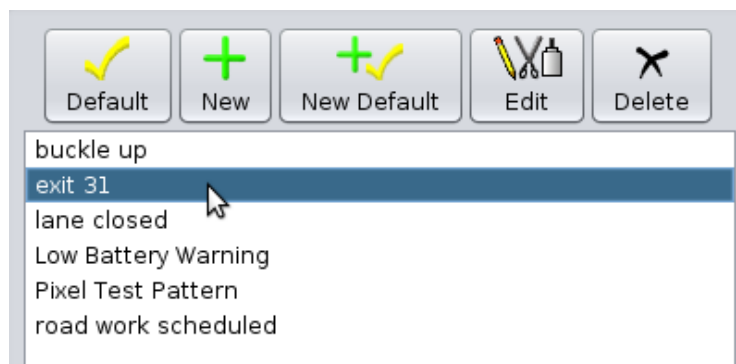 Default New New Default Edit Delete
buckle up
exit 31
lane closed
Low Battery Warning
Pixel Test Pattern
road work scheduled